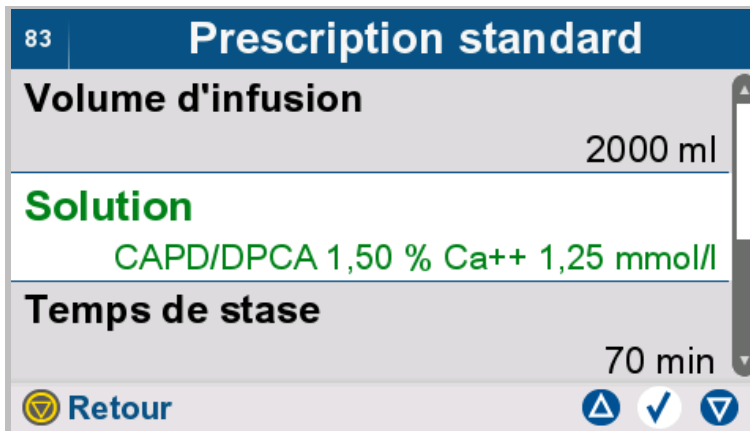 83
Prescription standard
Volume d'infusion
2000 ml
Solution
CAPD/DPCA 1,50 % Ca++ 1,25 mmol/l
Temps de stase
70 min
Retour